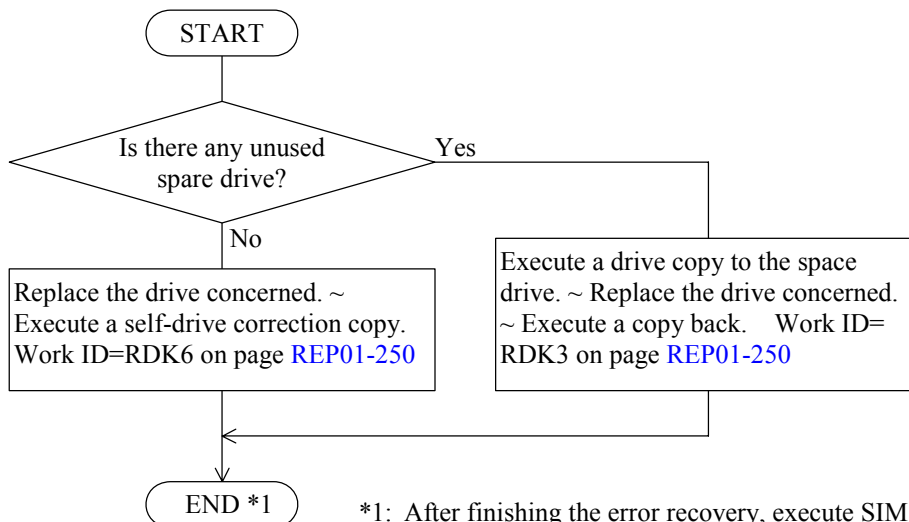 START
Is there any unused
spare drive?
Yes
No
Replace the drive concerned. ~
Execute a self-drive correction copy.
Work ID=RDK6 on page REP01-250
Execute a drive copy to the space
drive. ~ Replace the drive concerned.
~ Execute a copy back. Work ID=
RDK3 on page REP01-250
END *1
*1: After finishing the error recovery, execute SIM